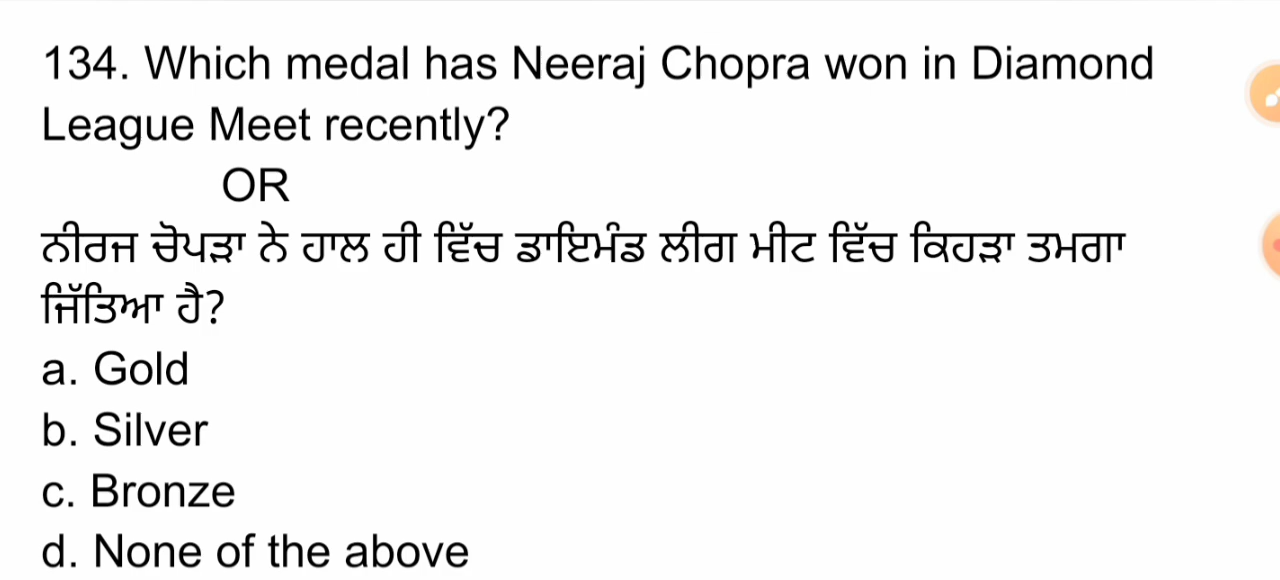 134. Which medal has Neeraj Chopra won in Diamond
League Meet recently?
OR
ਨੀਰਜ ਚੋਪੜਾ ਨੇ ਹਾਲ ਹੀ ਵਿੱਚ ਡਾਇਮੰਡ ਲੀਗ ਮੀਟ ਵਿੱਚ ਕਿਹੜਾ ਤਮਗਾ
ਜਿੱਤਿਆ ਹੈ?
a. Gold
b. Silver
c. Bronze
d. None of the above